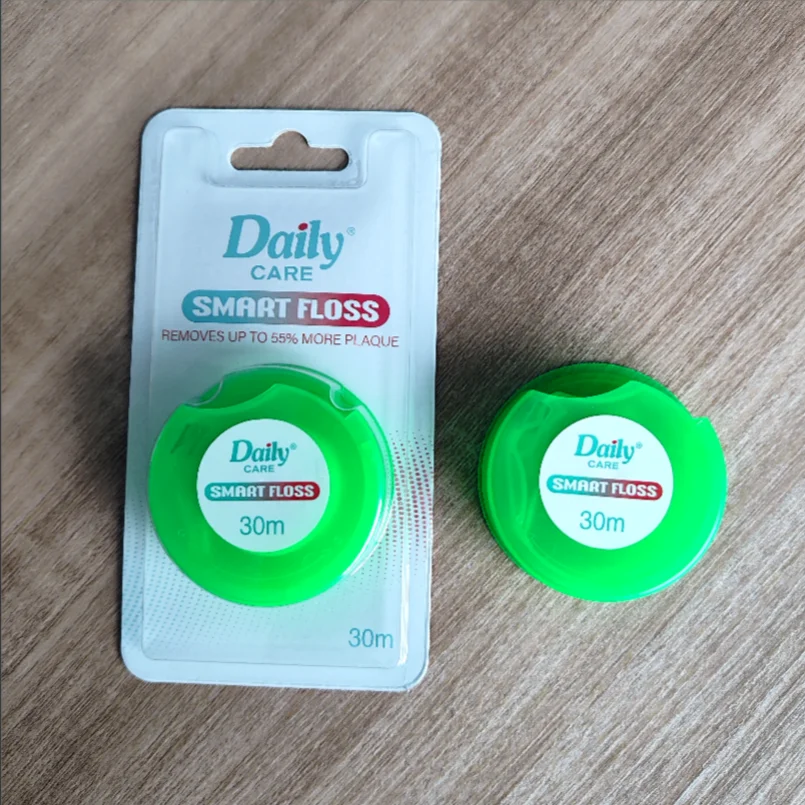 Daily®
CARE
SMART FLOSS
REMOVES UP TO 55% MORE PLAQUE
Daily®
CARE
SMART FLOSS
30m
30m
Daily®
CARE
SMART FLOSS
30m